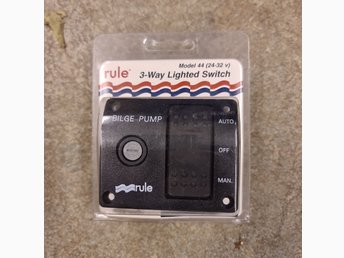 rule®
Model 44 (24-32 v)
3-Way Lighted Switch
BILGE-PUMP
AUTO.
OFF
MAN.
rule